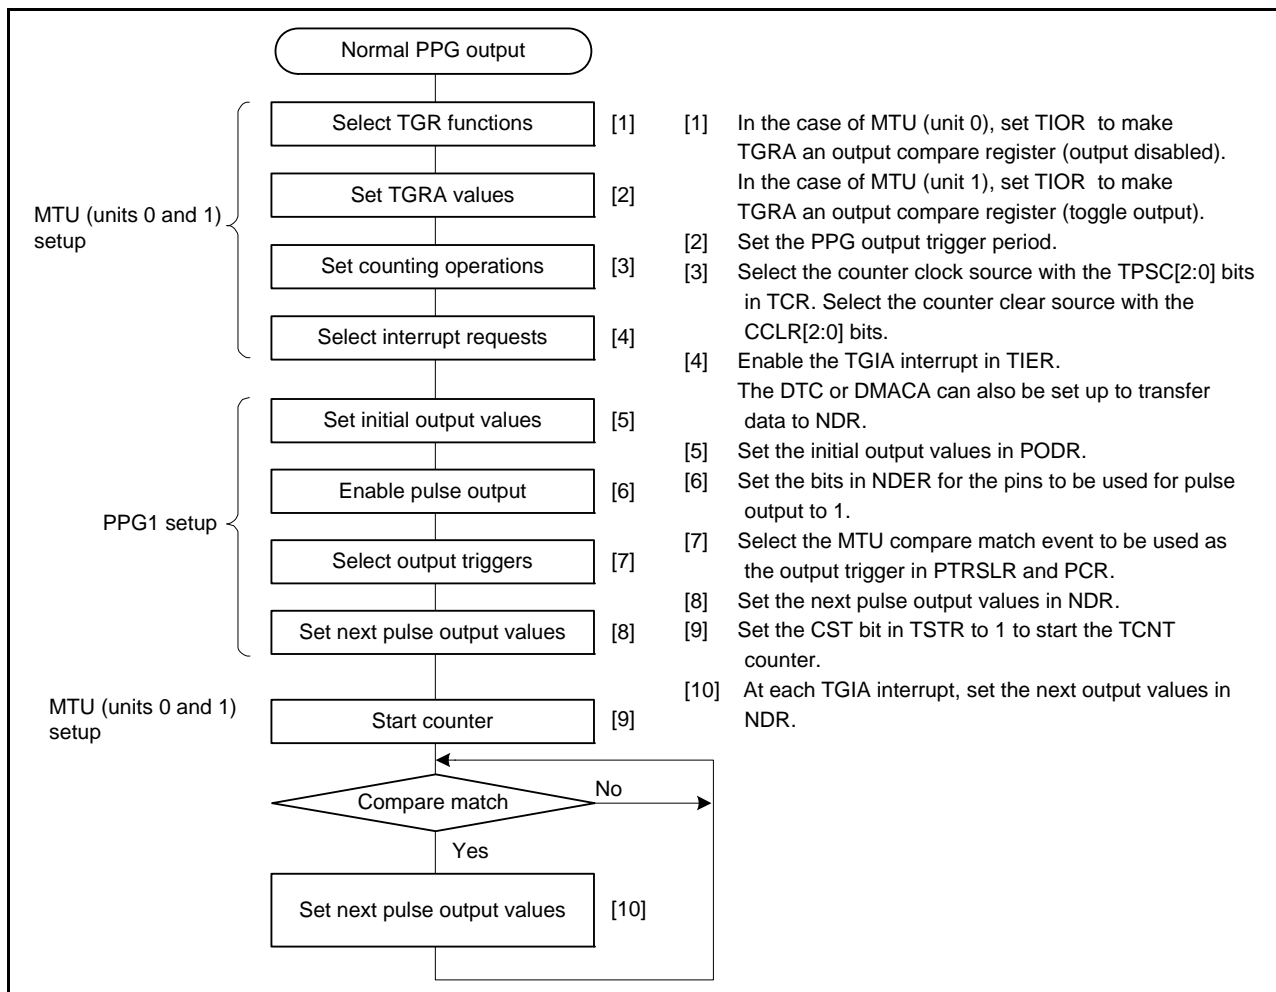 Normal PPG output
Select TGR functions [1]
Set TGRA values [2]
MTU (units 0 and 1)
setup
Set counting operations [3]
Select interrupt requests [4]
Set initial output values [5]
Enable pulse output [6]
PPG1 setup
Select output triggers [7]
Set next pulse output values [8]
MTU (units 0 and 1)
setup
Start counter [9]
Compare match
No
Yes
Set next pulse output values [10]
[1] In the case of MTU (unit 0), set TIOR to make
TGRA an output compare register (output disabled).
In the case of MTU (unit 1), set TIOR to make
TGRA an output compare register (toggle output).
[2] Set the PPG output trigger period.
[3] Select the counter clock source with the TPSC[2:0] bits
in TCR. Select the counter clear source with the
CCLR[2:0] bits.
[4] Enable the TGIA interrupt in TIER.
The DTC or DMACA can also be set up to transfer
data to NDR.
[5] Set the initial output values in PODR.
[6] Set the bits in NDER for the pins to be used for pulse
output to 1.
[7] Select the MTU compare match event to be used as
the output trigger in PTRSLR and PCR.
[8] Set the next pulse output values in NDR.
[9] Set the CST bit in TSTR to 1 to start the TCNT
counter.
[10] At each TGIA interrupt, set the next output values in
NDR.